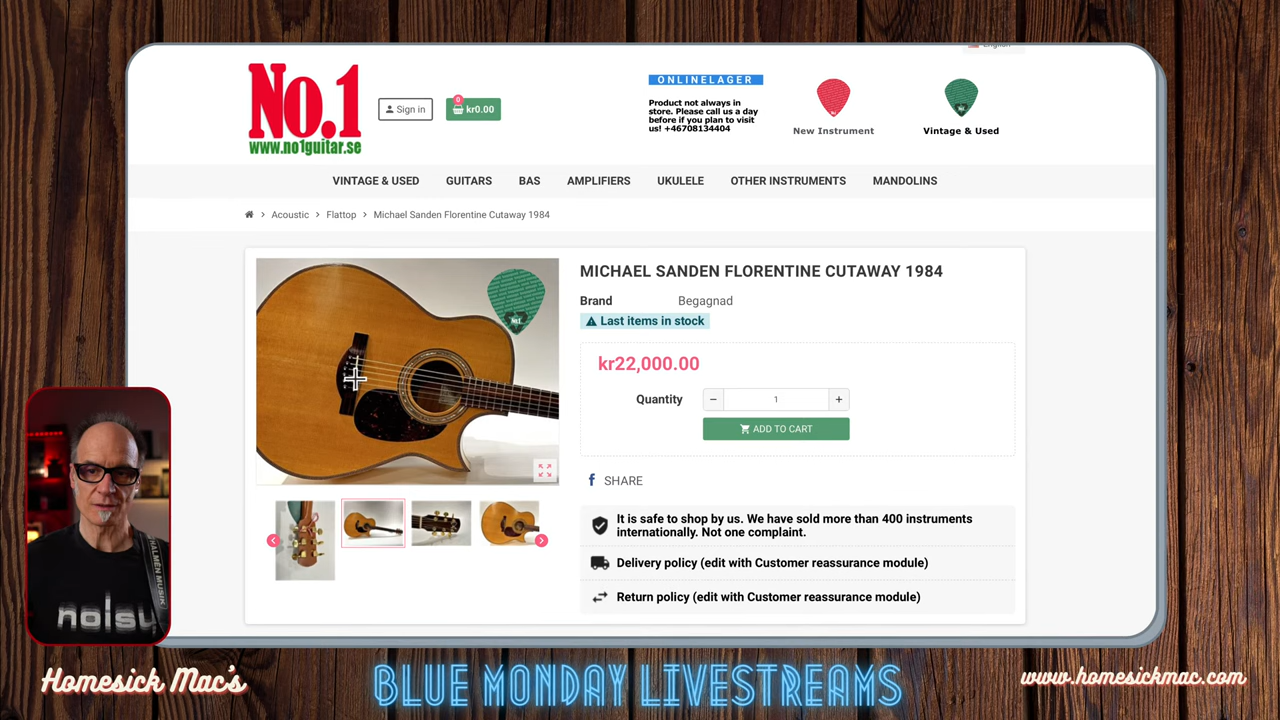 English
No.1
www.no1guitar.se
Sign in
0
kr0.00
ONLINELAGER
Product not always in
store. Please call us a day
before if you plan to visit
us! +46708134404
New Instrument
Vintage & Used
VINTAGE & USED
GUITARS
BAS
AMPLIFIERS
UKULELE
OTHER INSTRUMENTS
MANDOLINS
Acoustic > Flattop > Michael Sanden Florentine Cutaway 1984
MICHAEL SANDEN FLORENTINE CUTAWAY 1984
Brand Begagnad
Last items in stock
kr22,000.00
Quantity − 1 +
ADD TO CART
SHARE
It is safe to shop by us. We have sold more than 400 instruments
internationally. Not one complaint.
Delivery policy (edit with Customer reassurance module)
Return policy (edit with Customer reassurance module)
HALMÉN MUSIK
noisy
Homesick Mac's
BLUE MONDAY LIVESTREAMS
www.homesickmac.com